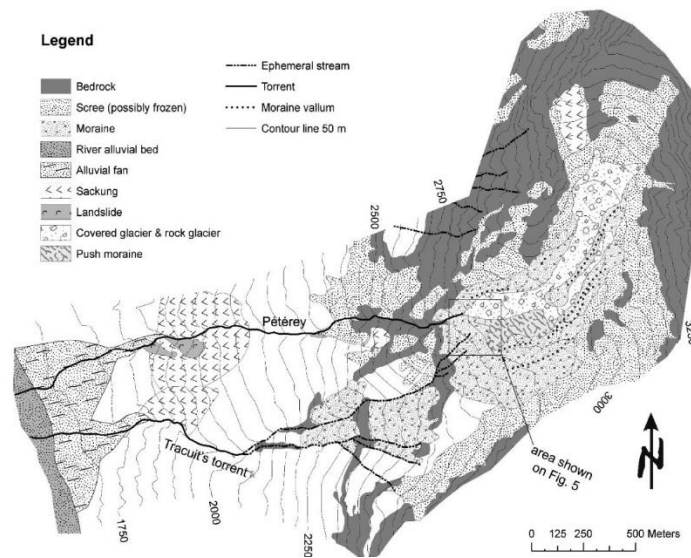 Legend
Bedrock
Scree (possibly frozen)
Moraine
River alluvial bed
Alluvial fan
Sackung
Landslide
Covered glacier & rock glacier
Push moraine
Ephemeral stream
Torrent
Moraine vallum
Contour line 50 m
2750
2500
Pétérey
3250
3000
area shown
on Fig. 5
Tracuit's torrent
2250
2000
1750
N
0 125 250 500 Meters